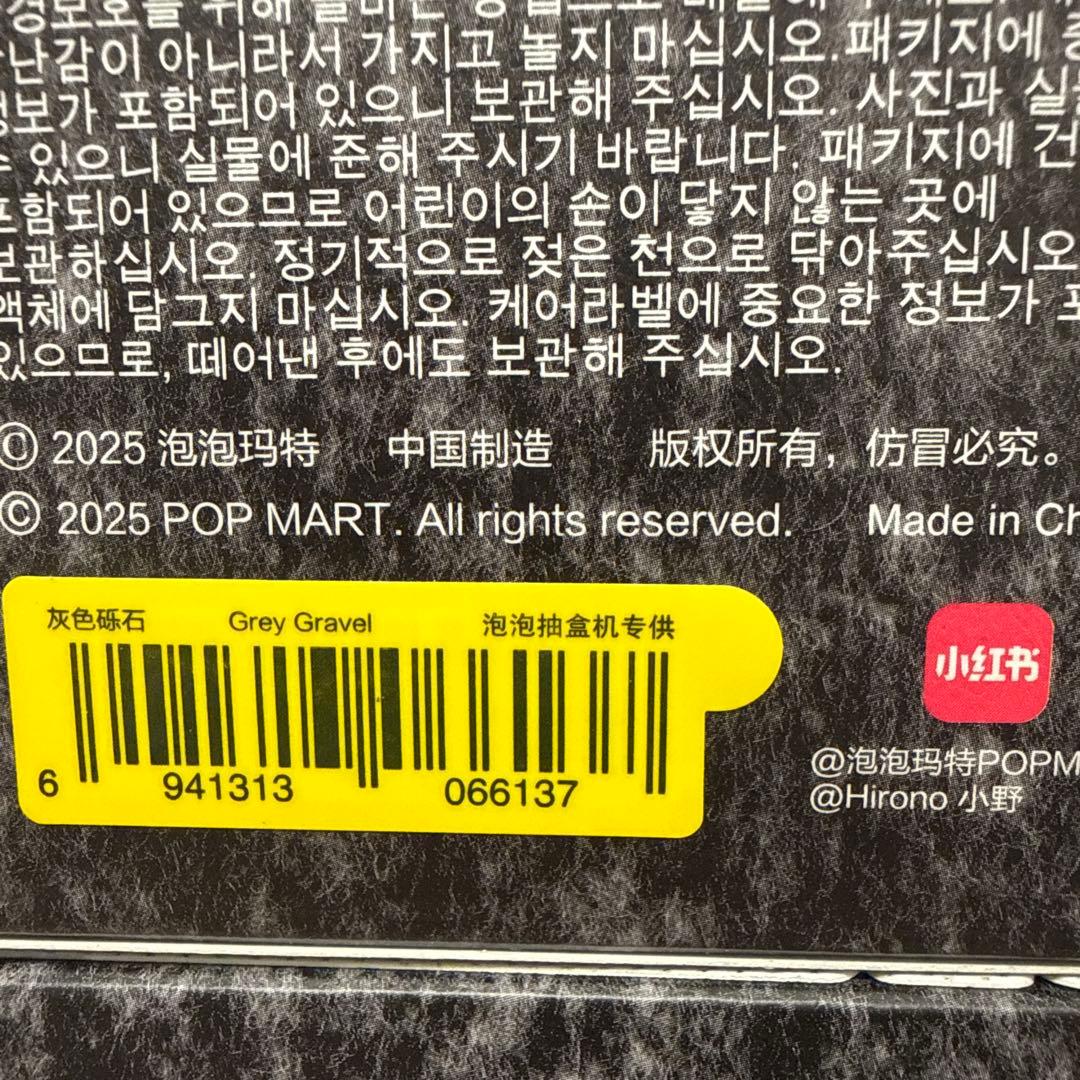 난감이 아니라서 가지고 놀지 마십시오. 패키지에
포함되어 있으니 보관해 주십시오. 사진과
있으니 실물에 준해 주시기 바랍니다. 패키지에 건
포함되어 있으므로 어린이의 손이 닿지 않는 곳에
보관하십시오. 정기적으로 젖은 천으로 닦아주십시오
액체에 담그지 마십시오. 케어라벨에 중요한 정보가
있으므로, 떼어낸 후에도 보관해 주십시오.
© 2025 泡泡玛特 中国制造 版权所有，仿冒必究。
© 2025 POP MART. All rights reserved. Made in Ch
灰色砾石 Grey Gravel 泡泡抽盒机专供
6 941313 066137
小红书
@泡泡玛特POPM
@Hirono 小野